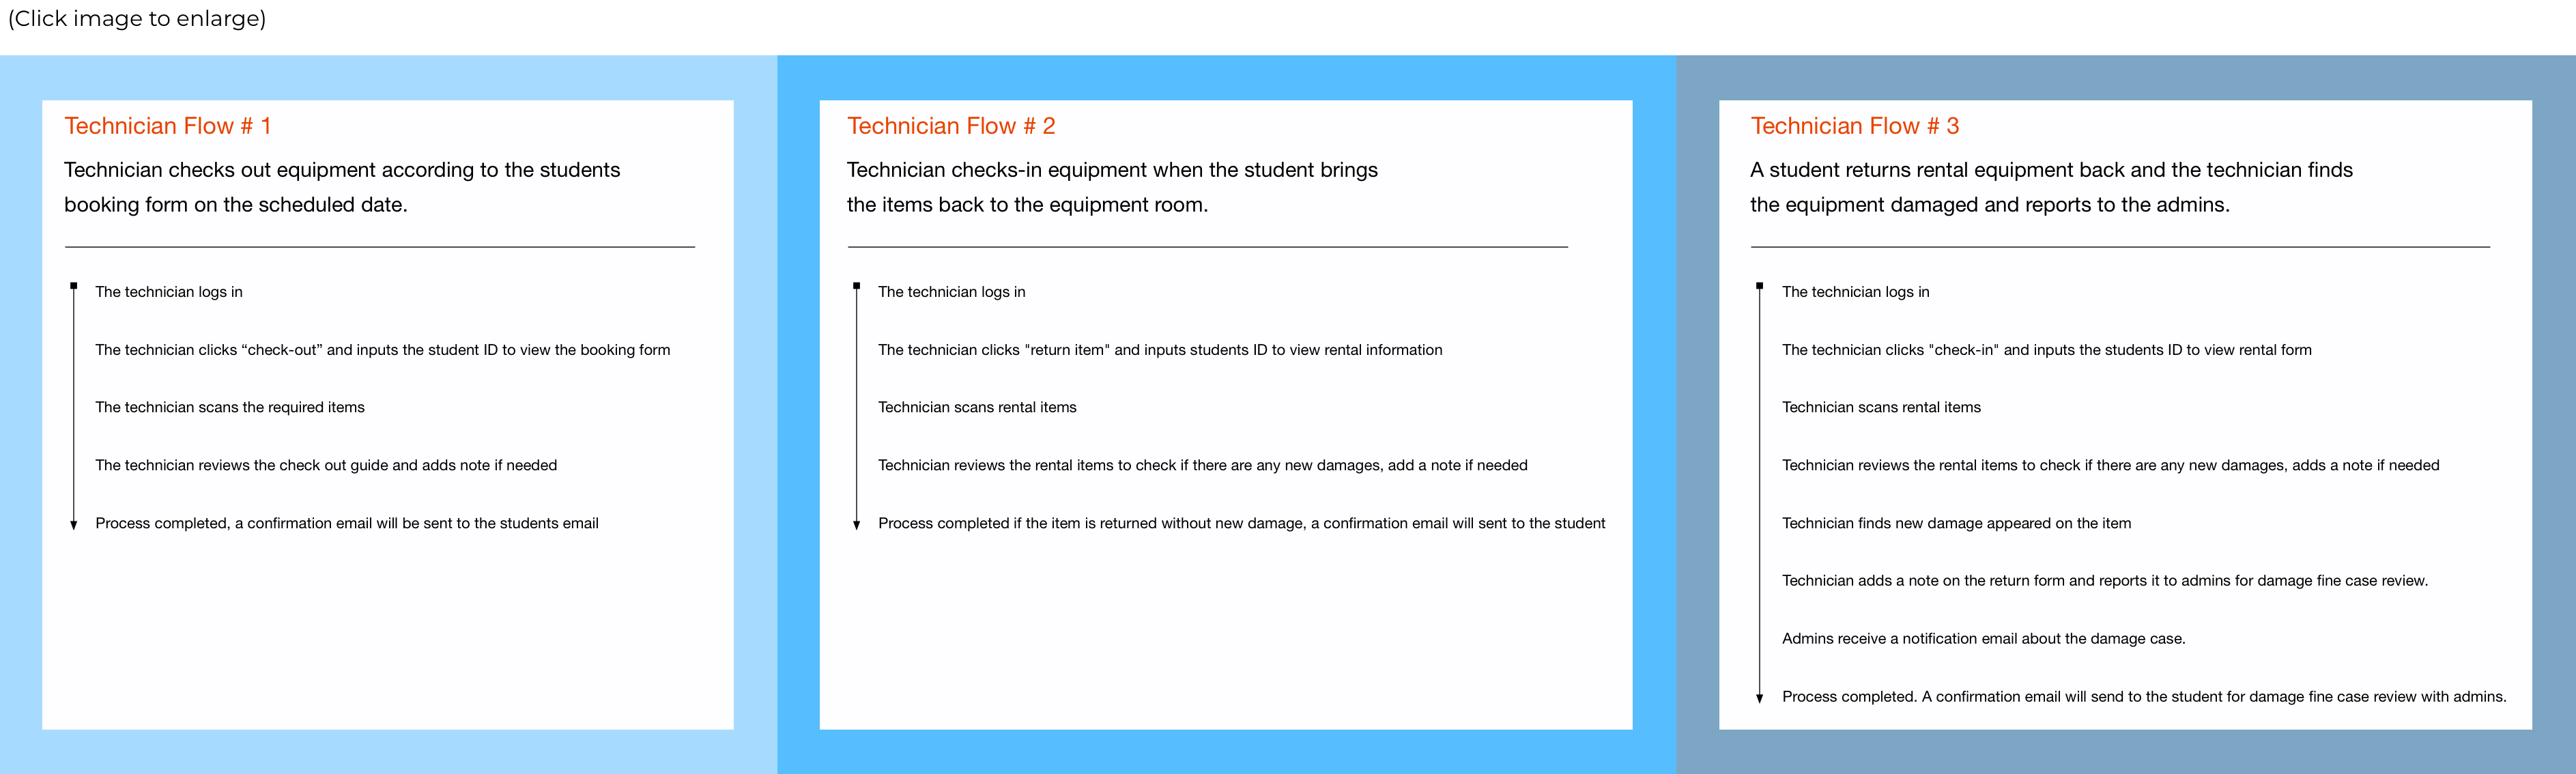 (Click image to enlarge)
Technician Flow # 1
Technician checks out equipment according to the students
booking form on the scheduled date.
The technician logs in
The technician clicks “check-out” and inputs the student ID to view the booking form
The technician scans the required items
The technician reviews the check out guide and adds note if needed
Process completed, a confirmation email will be sent to the students email
Technician Flow # 2
Technician checks-in equipment when the student brings
the items back to the equipment room.
The technician logs in
The technician clicks "return item" and inputs students ID to view rental information
Technician scans rental items
Technician reviews the rental items to check if there are any new damages, add a note if needed
Process completed if the item is returned without new damage, a confirmation email will sent to the student
Technician Flow # 3
A student returns rental equipment back and the technician finds
the equipment damaged and reports to the admins.
The technician logs in
The technician clicks "check-in" and inputs the students ID to view rental form
Technician scans rental items
Technician reviews the rental items to check if there are any new damages, adds a note if needed
Technician finds new damage appeared on the item
Technician adds a note on the return form and reports it to admins for damage fine case review.
Admins receive a notification email about the damage case.
Process completed. A confirmation email will send to the student for damage fine case review with admins.